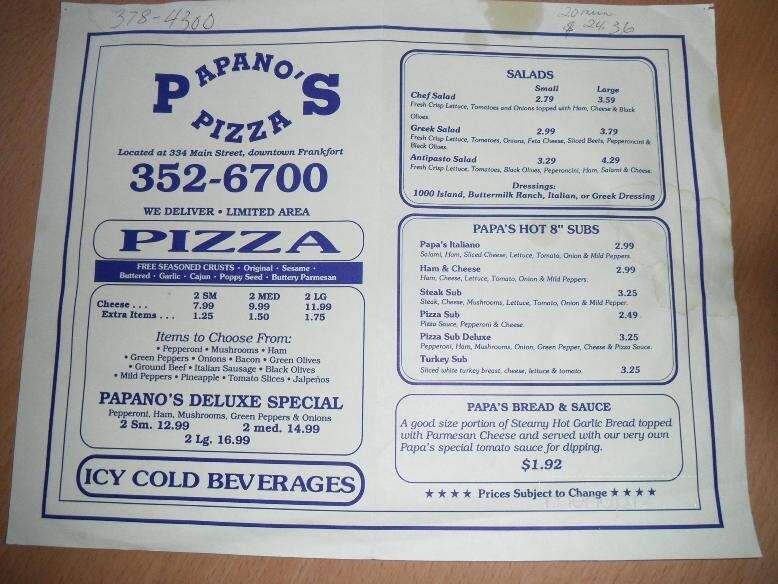 378-4300
20 min
$ 24.36
PAPANO'S
PIZZA
Located at 334 Main Street, downtown Frankfort
352-6700
WE DELIVER • LIMITED AREA
PIZZA
FREE SEASONED CRUSTS • Original • Sesame •
Buttered • Garlic • Cajun • Poppy Seed • Buttery Parmesan
2 SM 2 MED 2 LG
Cheese . . . 7.99 9.99 11.99
Extra Items . . . 1.25 1.50 1.75
Items to Choose From:
• Pepperoni • Mushrooms • Ham
• Green Peppers • Onions • Bacon • Green Olives
• Ground Beef • Italian Sausage • Black Olives
• Mild Peppers • Pineapple • Tomato Slices • Jalpeños
PAPANO'S DELUXE SPECIAL
Pepperoni, Ham, Mushrooms, Green Peppers & Onions
2 Sm. 12.99 2 med. 14.99
2 Lg. 16.99
ICY COLD BEVERAGES
SALADS
Small Large
Chef Salad 2.79 3.59
Fresh Crisp Lettuce, Tomatoes and Onions topped with Ham, Cheese & Black
Olives
Greek Salad 2.99 3.79
Fresh Crisp Lettuce, Tomatoes, Onions, Feta Cheese, Sliced Beets, Pepperoncini &
Black Olives
Antipasto Salad 3.29 4.29
Fresh Crisp Lettuce, Tomatoes, Black Olives, Peperoncini, Ham, Salami & Cheese.
Dressings:
1000 Island, Buttermilk Ranch, Italian, or Greek Dressing
PAPA'S HOT 8" SUBS
Papa's Italiano 2.99
Salami, Ham, Sliced Cheese, Lettuce, Tomato, Onion & Mild Peppers.
Ham & Cheese 2.99
Ham, Cheese, Lettuce, Tomato, Onion & Mild Peppers.
Steak Sub 3.25
Steak, Cheese, Mushrooms, Lettuce, Tomato, Onion & Mild Pepper.
Pizza Sub 2.49
Pizza Sauce, Pepperoni & Cheese.
Pizza Sub Deluxe 3.25
Pepperoni, Ham, Mushrooms, Onion, Green Pepper, Cheese & Pizza Sauce.
Turkey Sub
Sliced white turkey breast, cheese, lettuce & tomato. 3.25
PAPA'S BREAD & SAUCE
A good size portion of Steamy Hot Garlic Bread topped
with Parmesan Cheese and served with our very own
Papa's special tomato sauce for dipping.
$1.92
★ ★ ★ ★ Prices Subject to Change ★ ★ ★ ★